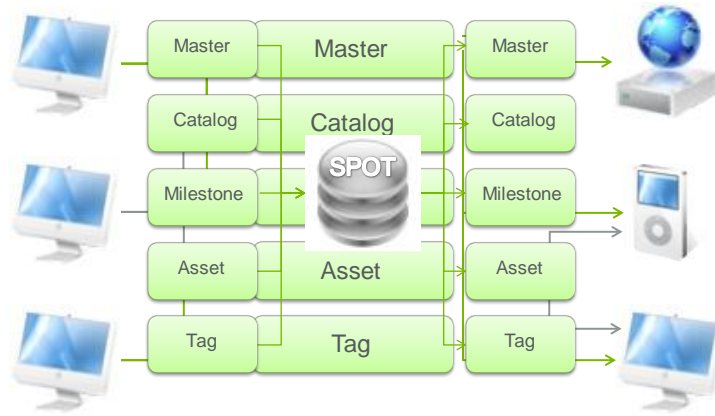 Master Master Master
Catalog Catalog Catalog
SPOT
Milestone Milestone
Asset Asset Asset
Tag Tag Tag